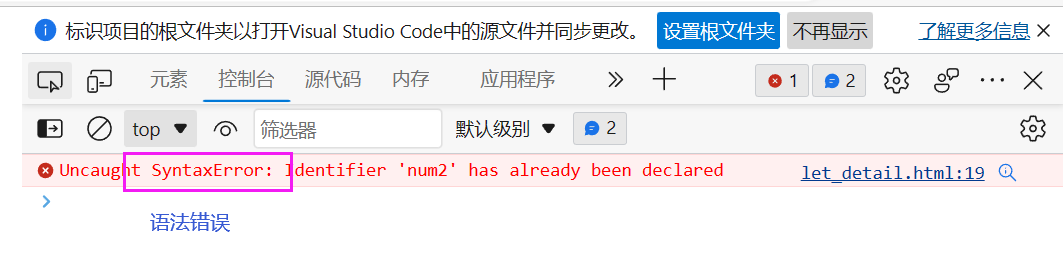 标识项目的根文件夹以打开Visual Studio Code中的源文件并同步更改。 设置根文件夹 不再显示 了解更多信息
元素 控制台 源代码 内存 应用程序 1 2
top 筛选器 默认级别 2
Uncaught SyntaxError: Identifier 'num2' has already been declared let_detail.html:19
语法错误